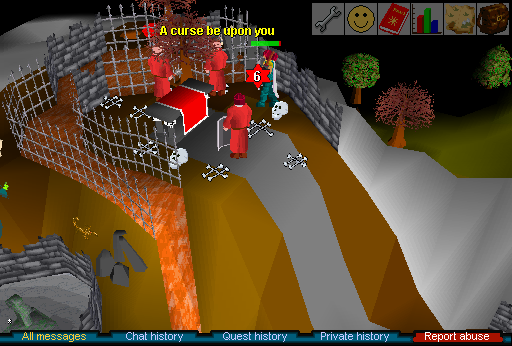 A curse be upon you
6
*
All messages
Chat history
Quest history
Private history
Report abuse